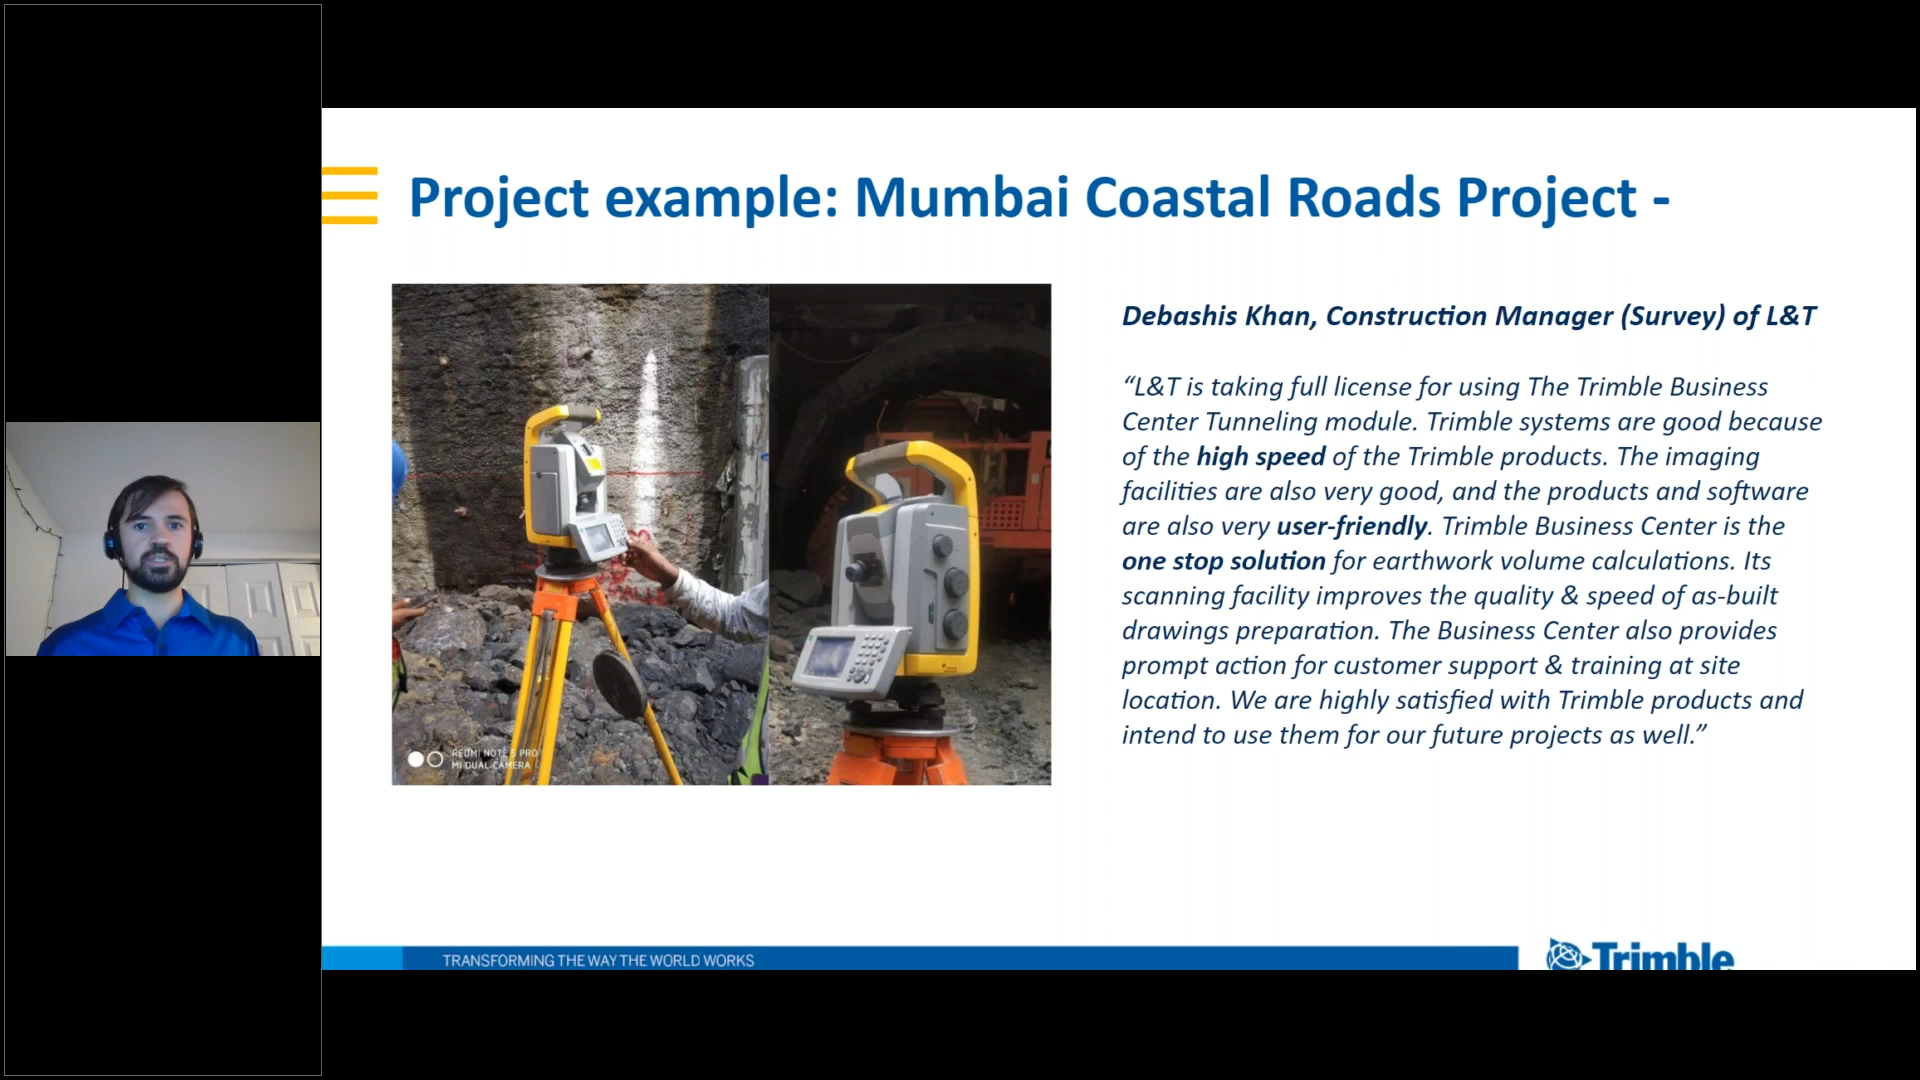 Project example: Mumbai Coastal Roads Project -
Debashis Khan, Construction Manager (Survey) of L&T
“L&T is taking full license for using The Trimble Business
Center Tunneling module. Trimble systems are good because
of the high speed of the Trimble products. The imaging
facilities are also very good, and the products and software
are also very user-friendly. Trimble Business Center is the
one stop solution for earthwork volume calculations. Its
scanning facility improves the quality & speed of as-built
drawings preparation. The Business Center also provides
prompt action for customer support & training at site
location. We are highly satisfied with Trimble products and
intend to use them for our future projects as well.”
REDMI NOTE 5 PRO
MI DUAL CAMERA
TRANSFORMING THE WAY THE WORLD WORKS
Trimble